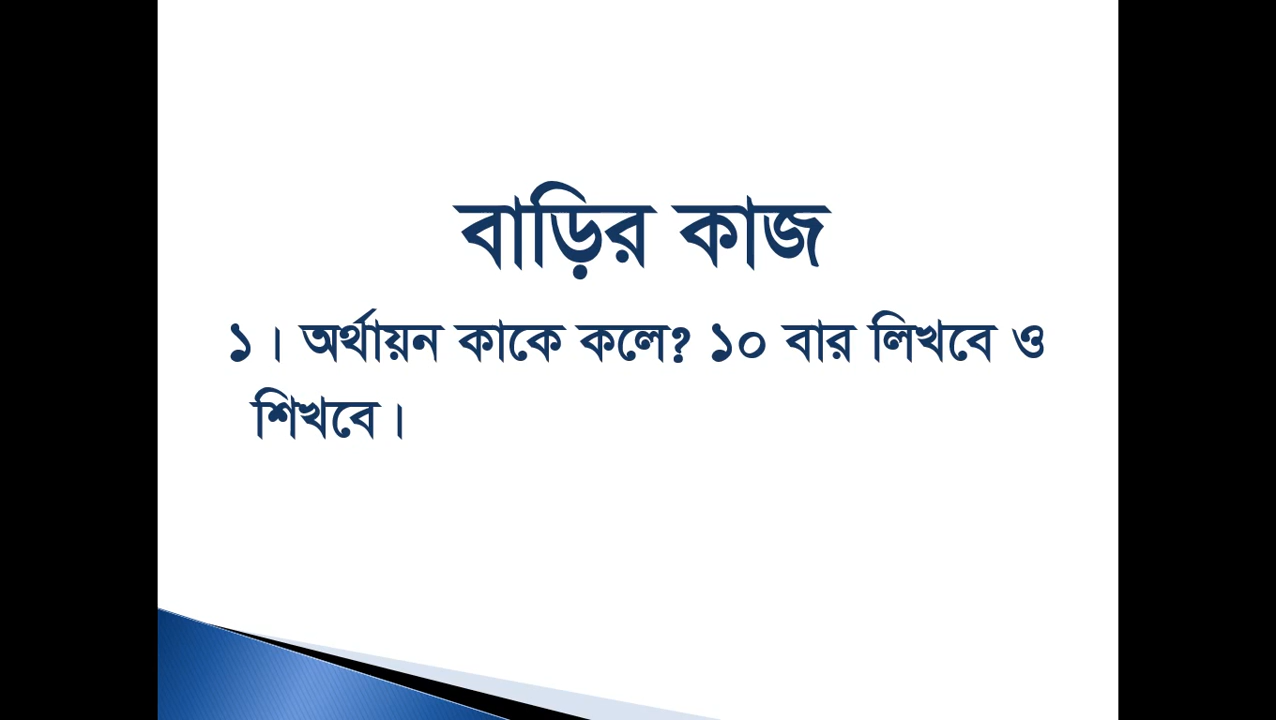 বাড়ির কাজ
১। অর্থায়ন কাকে কলে? ১০ বার লিখবে ও
শিখবে।